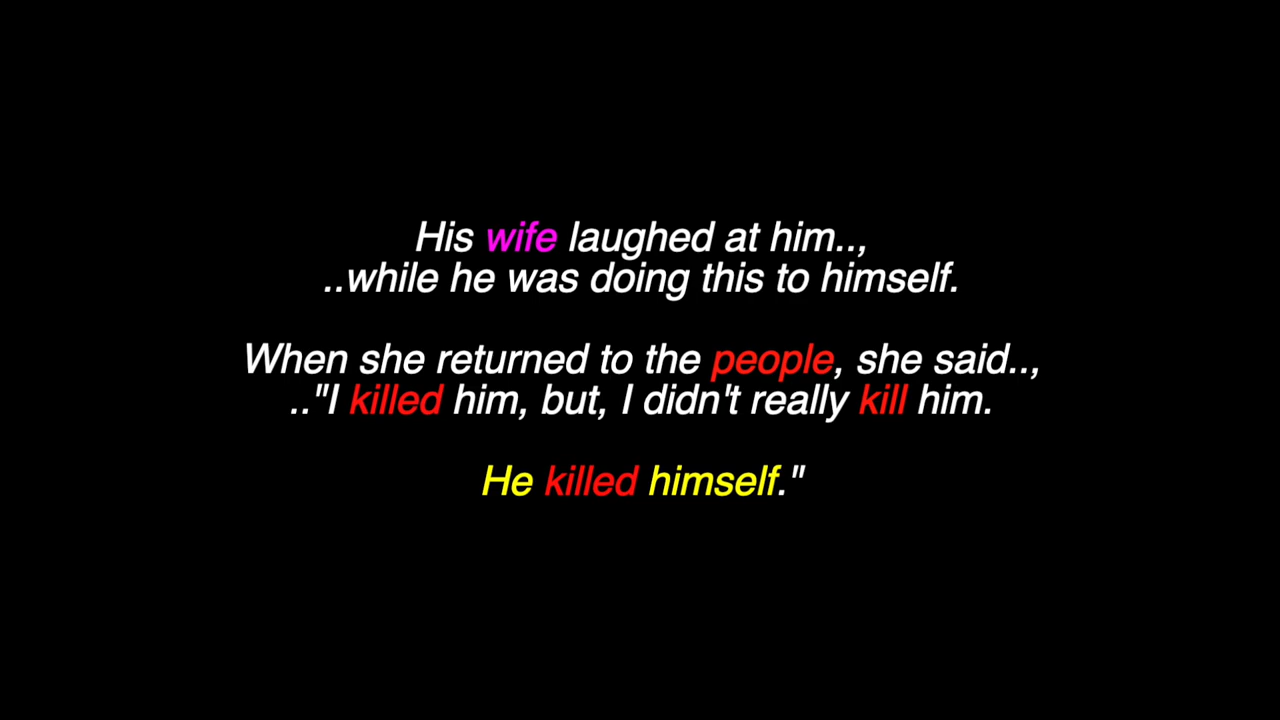 His wife laughed at him..,
..while he was doing this to himself.
When she returned to the people, she said..,
.."I killed him, but, I didn't really kill him.
He killed himself."